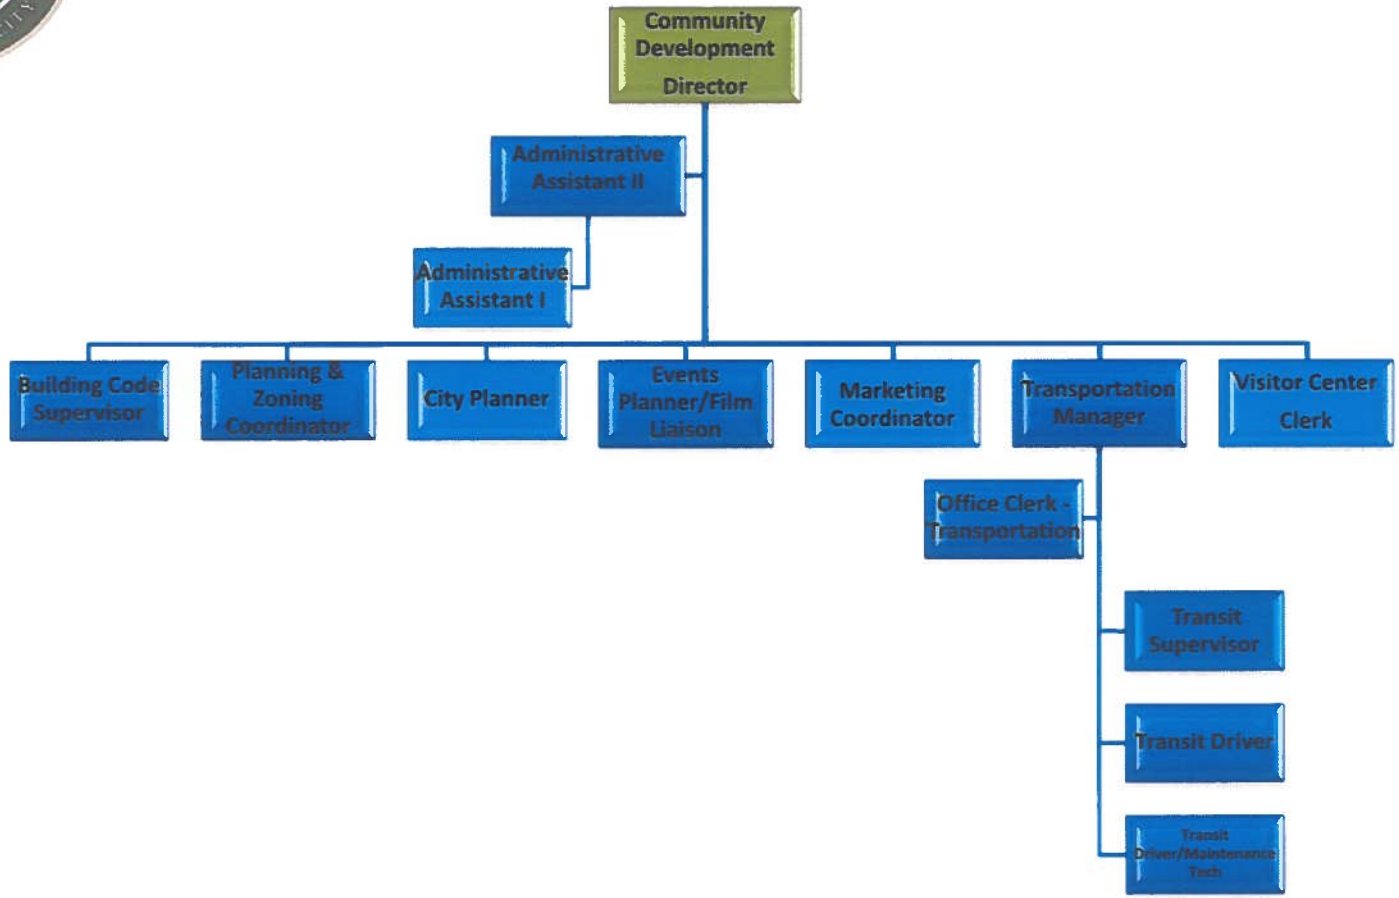 CITY
Community
Development
Director
Administrative
Assistant II
Administrative
Assistant I
Building Code
Supervisor
Planning &
Zoning
Coordinator
City Planner
Events
Planner/Film
Liaison
Marketing
Coordinator
Transportation
Manager
Visitor Center
Clerk
Office Clerk -
Transportation
Transit
Supervisor
Transit Driver
Transit
Driver/Maintenance
Tech